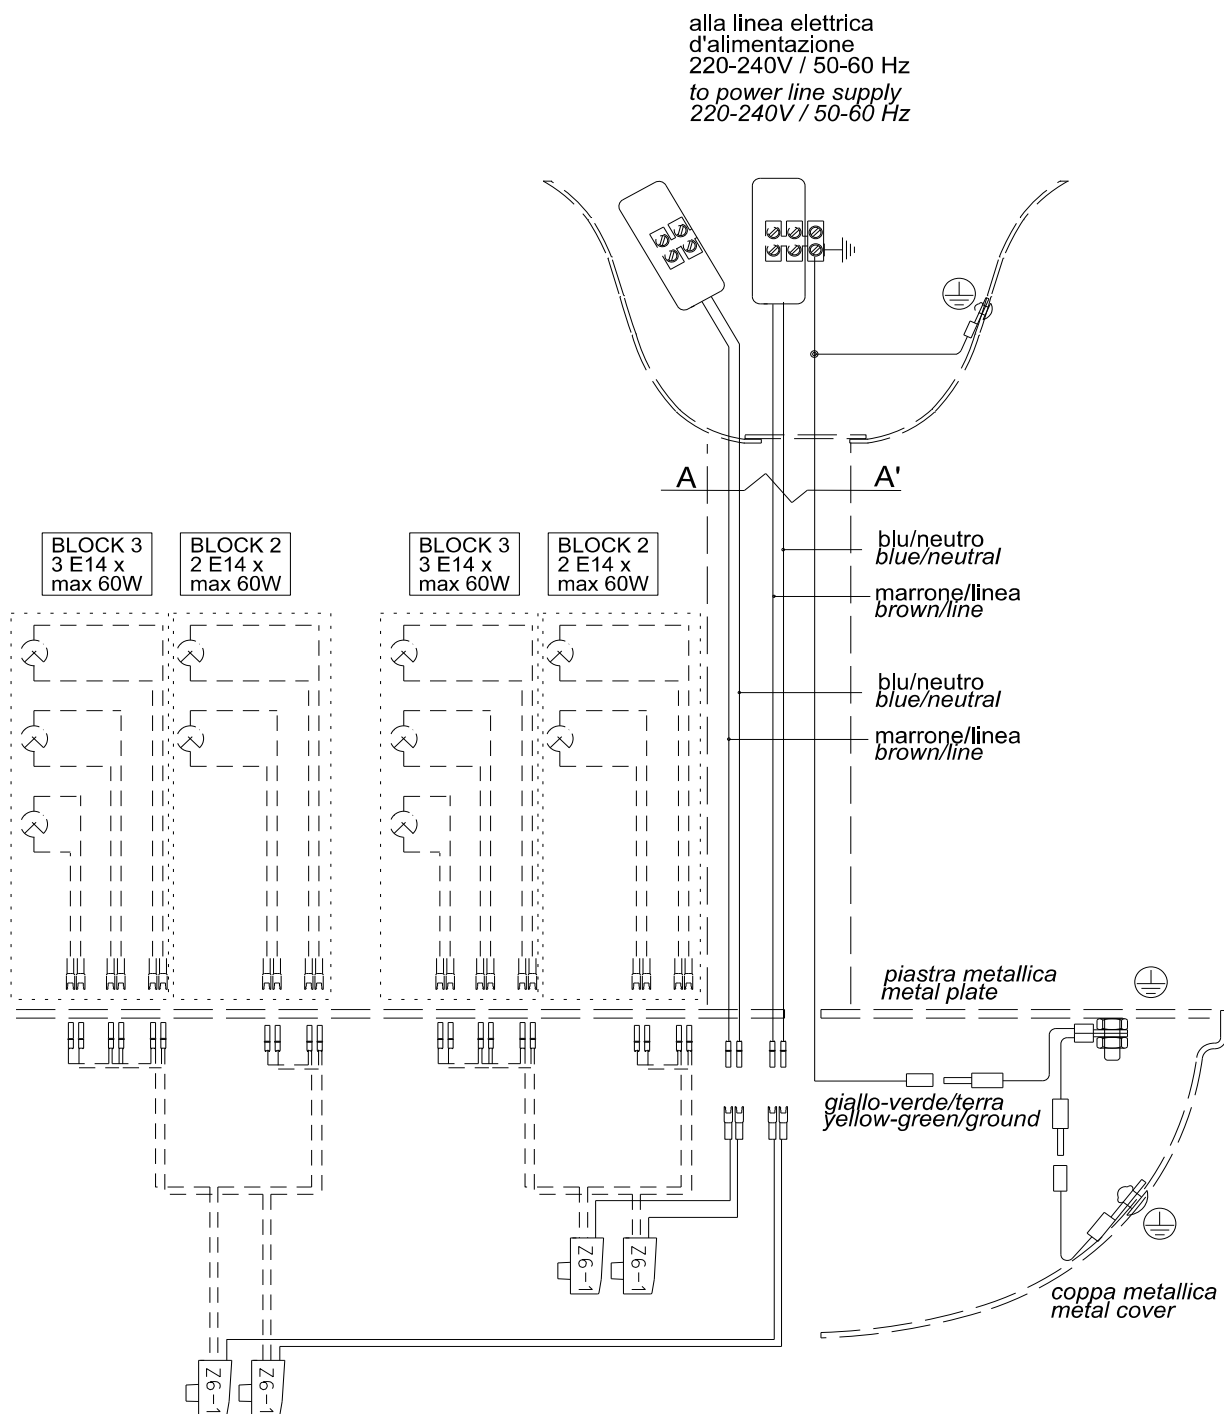 alla linea elettrica
d'alimentazione
220-240V / 50-60 Hz
to power line supply
220-240V / 50-60 Hz
A
A'
BLOCK 3
3 E14 x
max 60W
BLOCK 2
2 E14 x
max 60W
BLOCK 3
3 E14 x
max 60W
BLOCK 2
2 E14 x
max 60W
blu/neutro
blue/neutral
marrone/linea
brown/line
blu/neutro
blue/neutral
marrone/linea
brown/line
piastra metallica
metal plate
giallo-verde/terra
yellow-green/ground
Z6-1
Z6-1
coppa metallica
metal cover
Z6-1
Z6-1